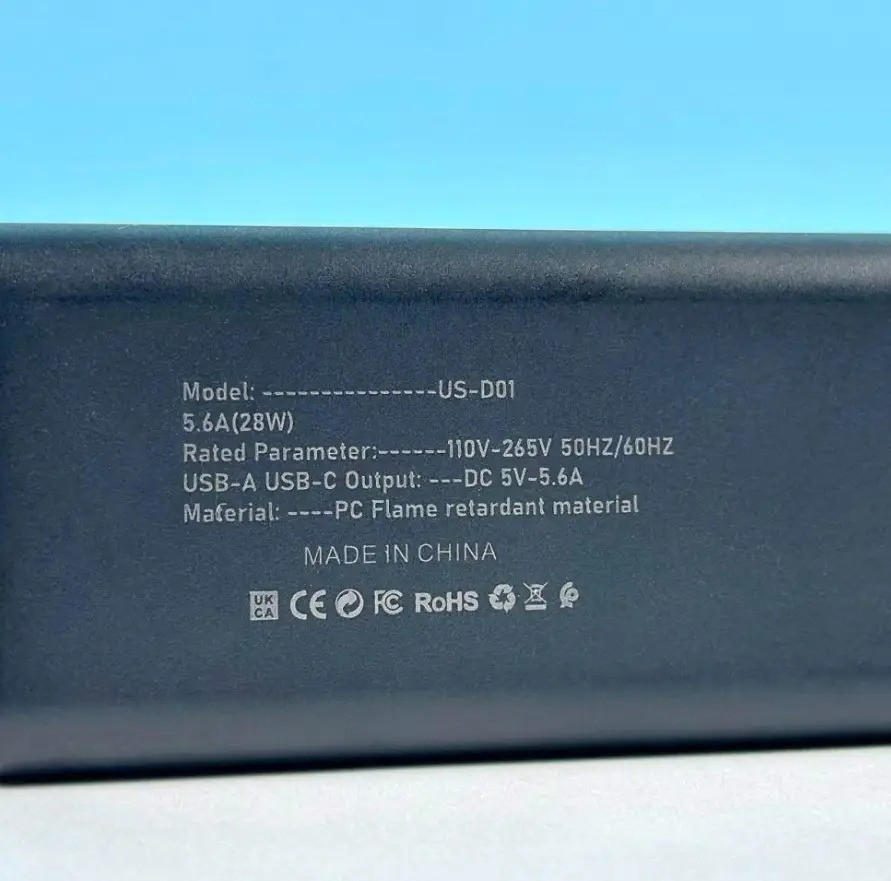 Model: ---------------US-D01
5.6A(28W)
Rated Parameter:------110V-265V 50HZ/60HZ
USB-A USB-C Output: ---DC 5V-5.6A
Material: ----PC Flame retardant material
MADE IN CHINA
UK CA CE FC RoHS